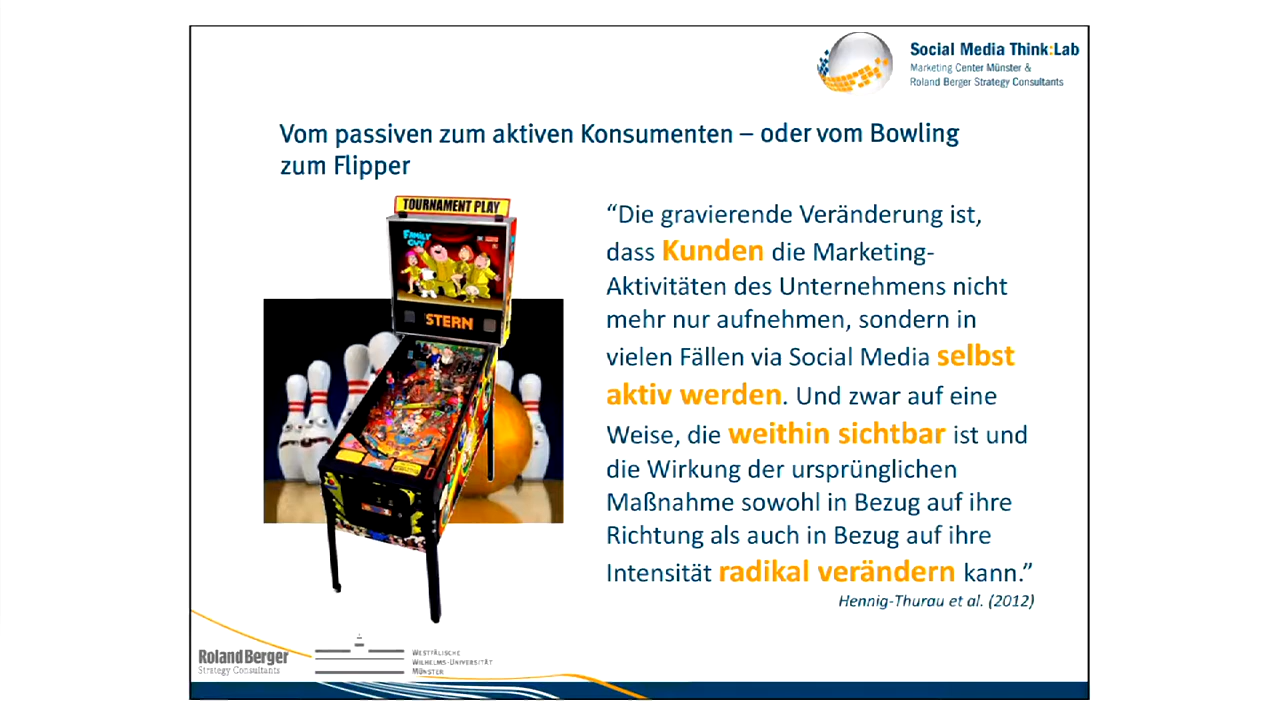 Social Media Think:Lab
Marketing Center Münster &
Roland Berger Strategy Consultants
Vom passiven zum aktiven Konsumenten – oder vom Bowling
zum Flipper
TOURNAMENT PLAY
FAMILY
GUY
STERN
“Die gravierende Veränderung ist,
dass Kunden die Marketing-
Aktivitäten des Unternehmens nicht
mehr nur aufnehmen, sondern in
vielen Fällen via Social Media selbst
aktiv werden. Und zwar auf eine
Weise, die weithin sichtbar ist und
die Wirkung der ursprünglichen
Maßnahme sowohl in Bezug auf ihre
Richtung als auch in Bezug auf ihre
Intensität radikal verändern kann.”
Hennig-Thurau et al. (2012)
Roland Berger
Strategy Consultants
Westfälische
Wilhelms-Universität
Münster